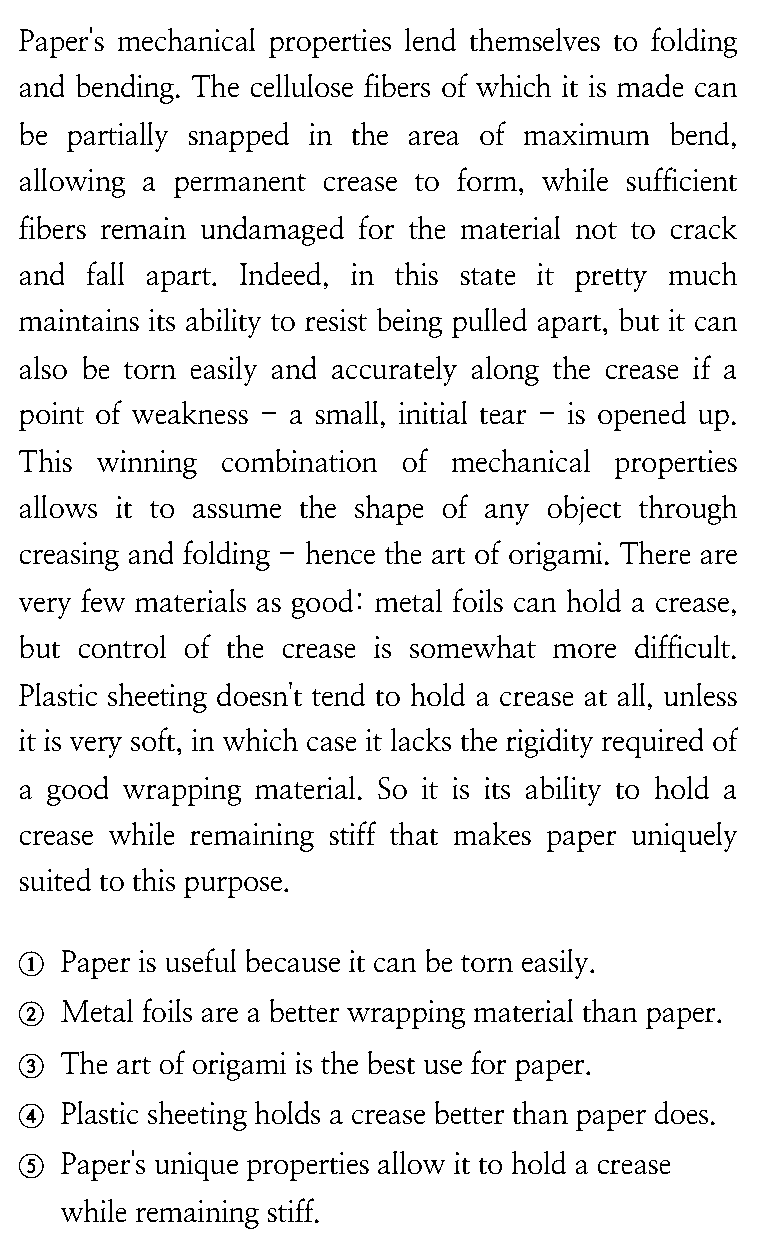 Paper's mechanical properties lend themselves to folding
and bending. The cellulose fibers of which it is made can
be partially snapped in the area of maximum bend,
allowing a permanent crease to form, while sufficient
fibers remain undamaged for the material not to crack
and fall apart. Indeed, in this state it pretty much
maintains its ability to resist being pulled apart, but it can
also be torn easily and accurately along the crease if a
point of weakness − a small, initial tear − is opened up.
This winning combination of mechanical properties
allows it to assume the shape of any object through
creasing and folding − hence the art of origami. There are
very few materials as good: metal foils can hold a crease,
but control of the crease is somewhat more difficult.
Plastic sheeting doesn't tend to hold a crease at all, unless
it is very soft, in which case it lacks the rigidity required of
a good wrapping material. So it is its ability to hold a
crease while remaining stiff that makes paper uniquely
suited to this purpose.
① Paper is useful because it can be torn easily.
② Metal foils are a better wrapping material than paper.
③ The art of origami is the best use for paper.
④ Plastic sheeting holds a crease better than paper does.
⑤ Paper's unique properties allow it to hold a crease
while remaining stiff.